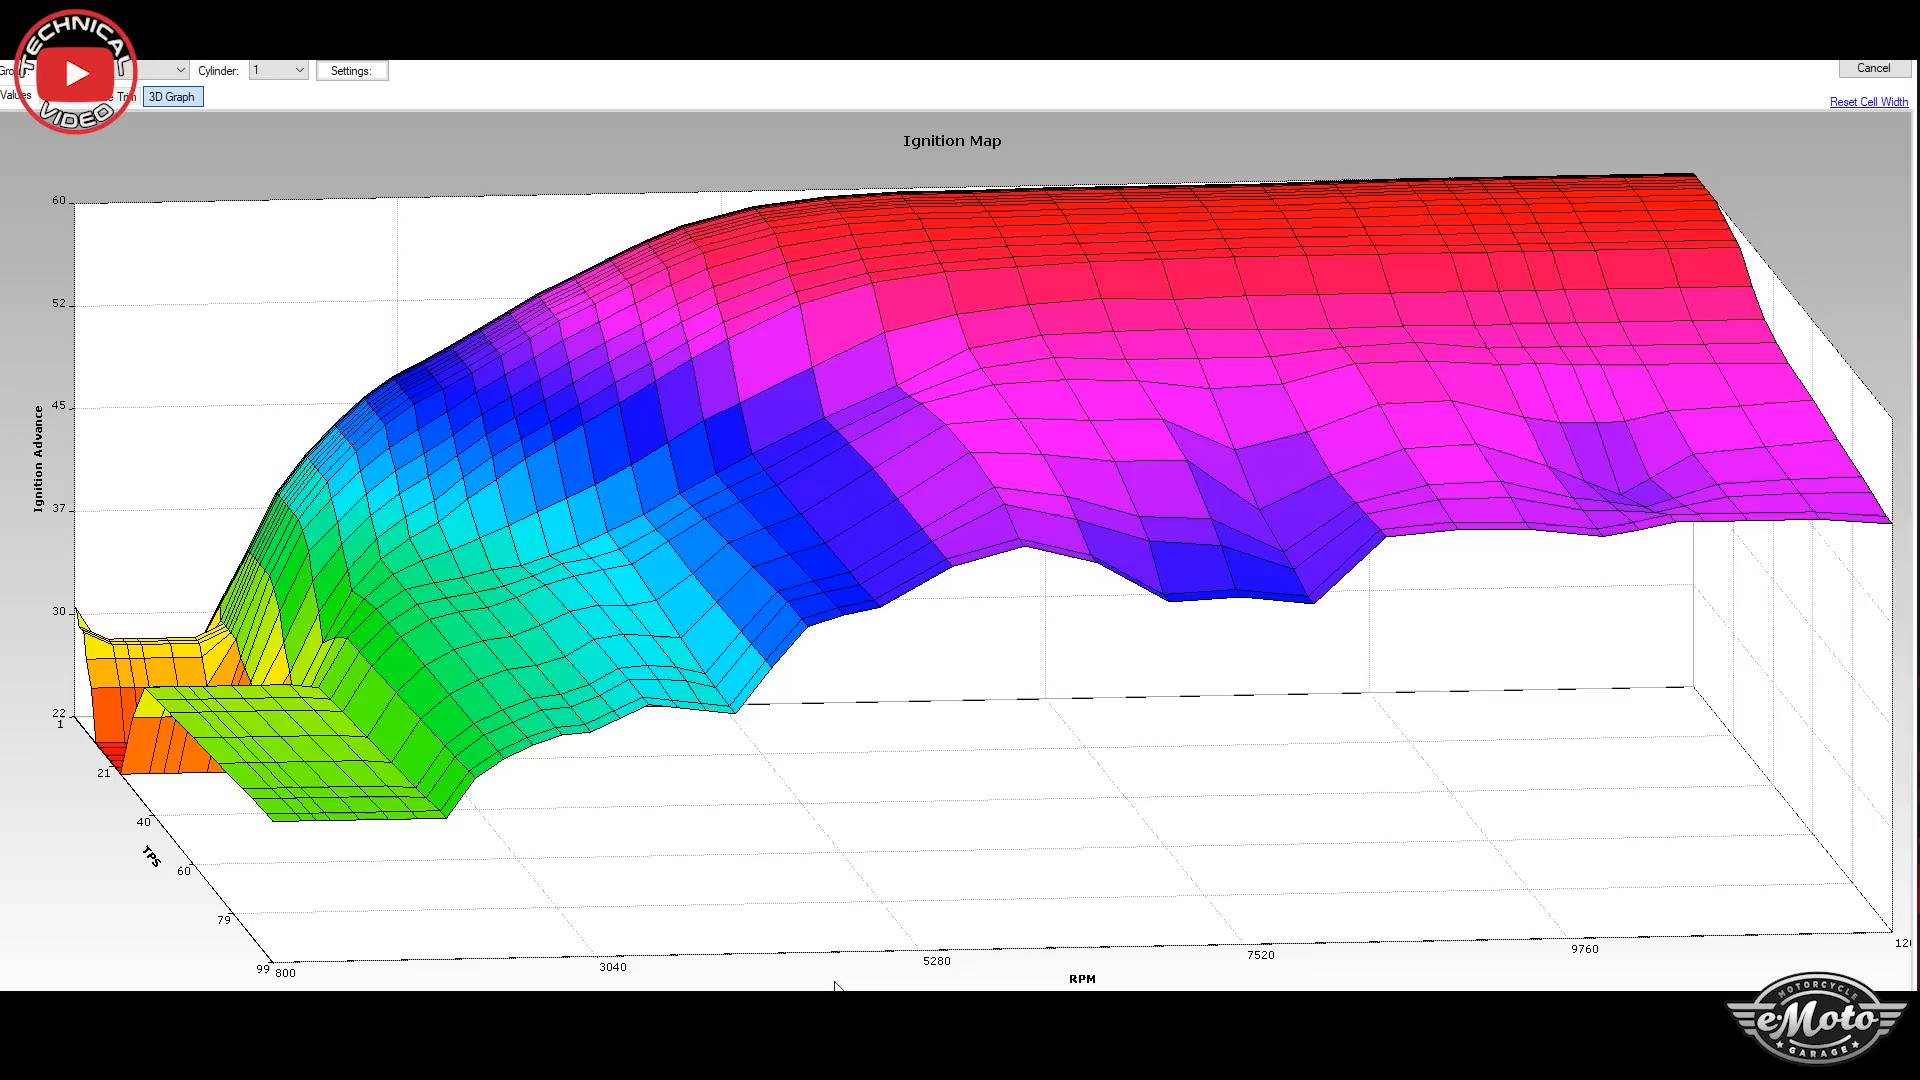 TECHNICAL
VIDEO
Cylinder:
1
Settings:
Cancel
Values
3D Graph
Reset Cell Width
Ignition Map
60
52
45
37
30
22
Ignition Advance
1
21
40
60
79
99
TPS
800
3040
5280
7520
9760
RPM
MOTORCYCLE
eMoto
GARAGE